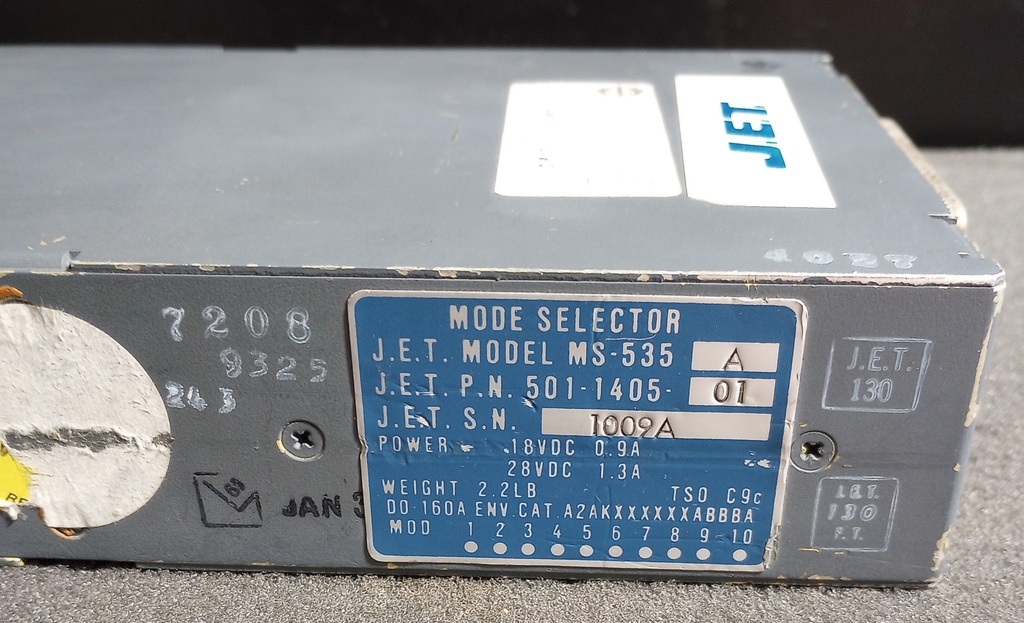 J.E.T.
4028
7208
9325
243
JAN 3
MODE SELECTOR
J.E.T. MODEL MS-535 A
J.E.T. P.N. 501-1405- 01
J.E.T. S.N. 1009A
POWER - 18VDC 0.9A
28VDC 1.3A
WEIGHT 2.2LB TSO C9c
DO-160A ENV.CAT. A2AKXXXXXXABBBA
MOD 1 2 3 4 5 6 7 8 9 10
J.E.T.
130
J.E.T.
130
F.T.